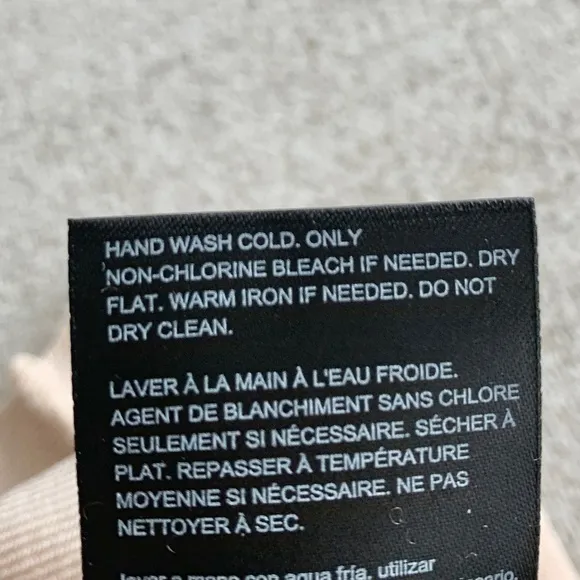 HAND WASH COLD. ONLY
NON-CHLORINE BLEACH IF NEEDED. DRY
FLAT. WARM IRON IF NEEDED. DO NOT
DRY CLEAN.
LAVER À LA MAIN À L'EAU FROIDE.
AGENT DE BLANCHIMENT SANS CHLORE
SEULEMENT SI NÉCESSAIRE. SÉCHER À
PLAT. REPASSER À TEMPÉRATURE
MOYENNE SI NÉCESSAIRE. NE PAS
NETTOYER À SEC.
lavar a mano con agua fría, utilizar